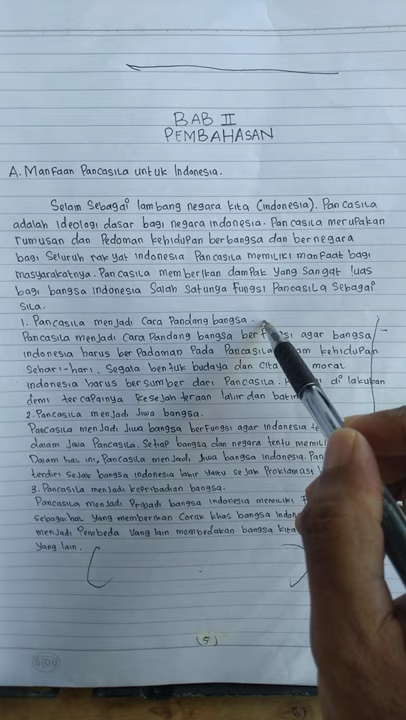 BAB II
PEMBAHASAN
A. Manfaan Pancasila untuk Indonesia.
Selain Sebagai lambang negara kita (indonesia). Pancasila
adalah ideologi dasar bagi negara indonesia. Pancasila merupakan
rumusan dan Pedoman kehidupan berbangsa dan bernegara
bagi Seluruh rakyat indonesia Pancasila memiliki manfaat bagi
masyarakatnya. Pancasila memberikan dampak Yang sangat luas
bagi bangsa indonesia Salah Satunya Fungsi Pancasila Sebagai
Sila.
1. Pancasila menjadi Cara Pandang bangsa.
Pancasila menjadi Cara Pandang bangsa agar bangsa
indonesia harus berPadoman Pada Pancasila kehidupan
Sehari-hari. Segala bentuk budaya dan moral
indonesia harus bersumber dari Pancasila. di lakukan
demi tercapainya kesejahteraan lahir dan
2. Pancasila menjadi Jiwa bangsa.
Pancasila menjadi Jiwa bangsa berFungsi agar indonesia
dalam Jiwa Pancasila. Setiap bangsa dan negara tentu
Dalam hal ini, Pancasila menjadi Jiwa bangsa indonesia.
terdiri Sejak bangsa indonesia lahir Yaitu Sejak Proklamasi
3. Pancasila menjadi kepribadian bangsa.
Pancasila menjadi Pribadi bangsa indonesia memiliki
Sebagai hal Yang memberikan Corak khas bangsa
menjadi Pembeda Yang lain membedakan bangsa kita
Yang lain.
(5)
SIDU